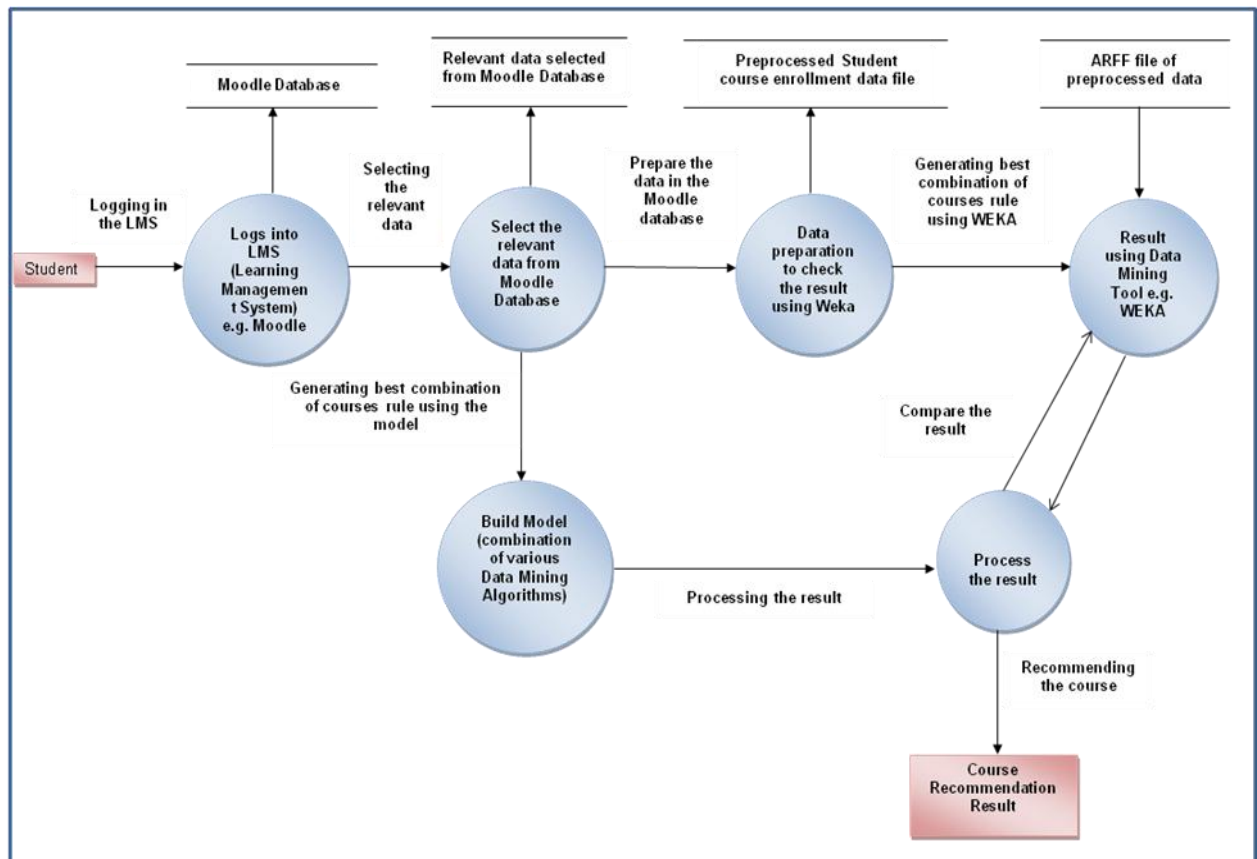 Moodle Database
Relevant data selected
from Moodle Database
Preprocessed Student
course enrollment data file
ARFF file of
preprocessed data
Logging in
the LMS
Selecting
the
relevant
data
Prepare the
data in the
Moodle
database
Generating best
combination of
courses rule
using WEKA
Student
Logs into
LMS
(Learning
Managemen
t System)
e.g. Moodle
Select the
relevant
data from
Moodle
Database
Data
preparation
to check
the result
using Weka
Result
using Data
Mining
Tool e.g.
WEKA
Generating best combination
of courses rule using the
model
Compare the
result
Build Model
(combination
of various
Data Mining
Algorithms)
Processing the result
Process
the result
Recommending
the course
Course
Recommendation
Result